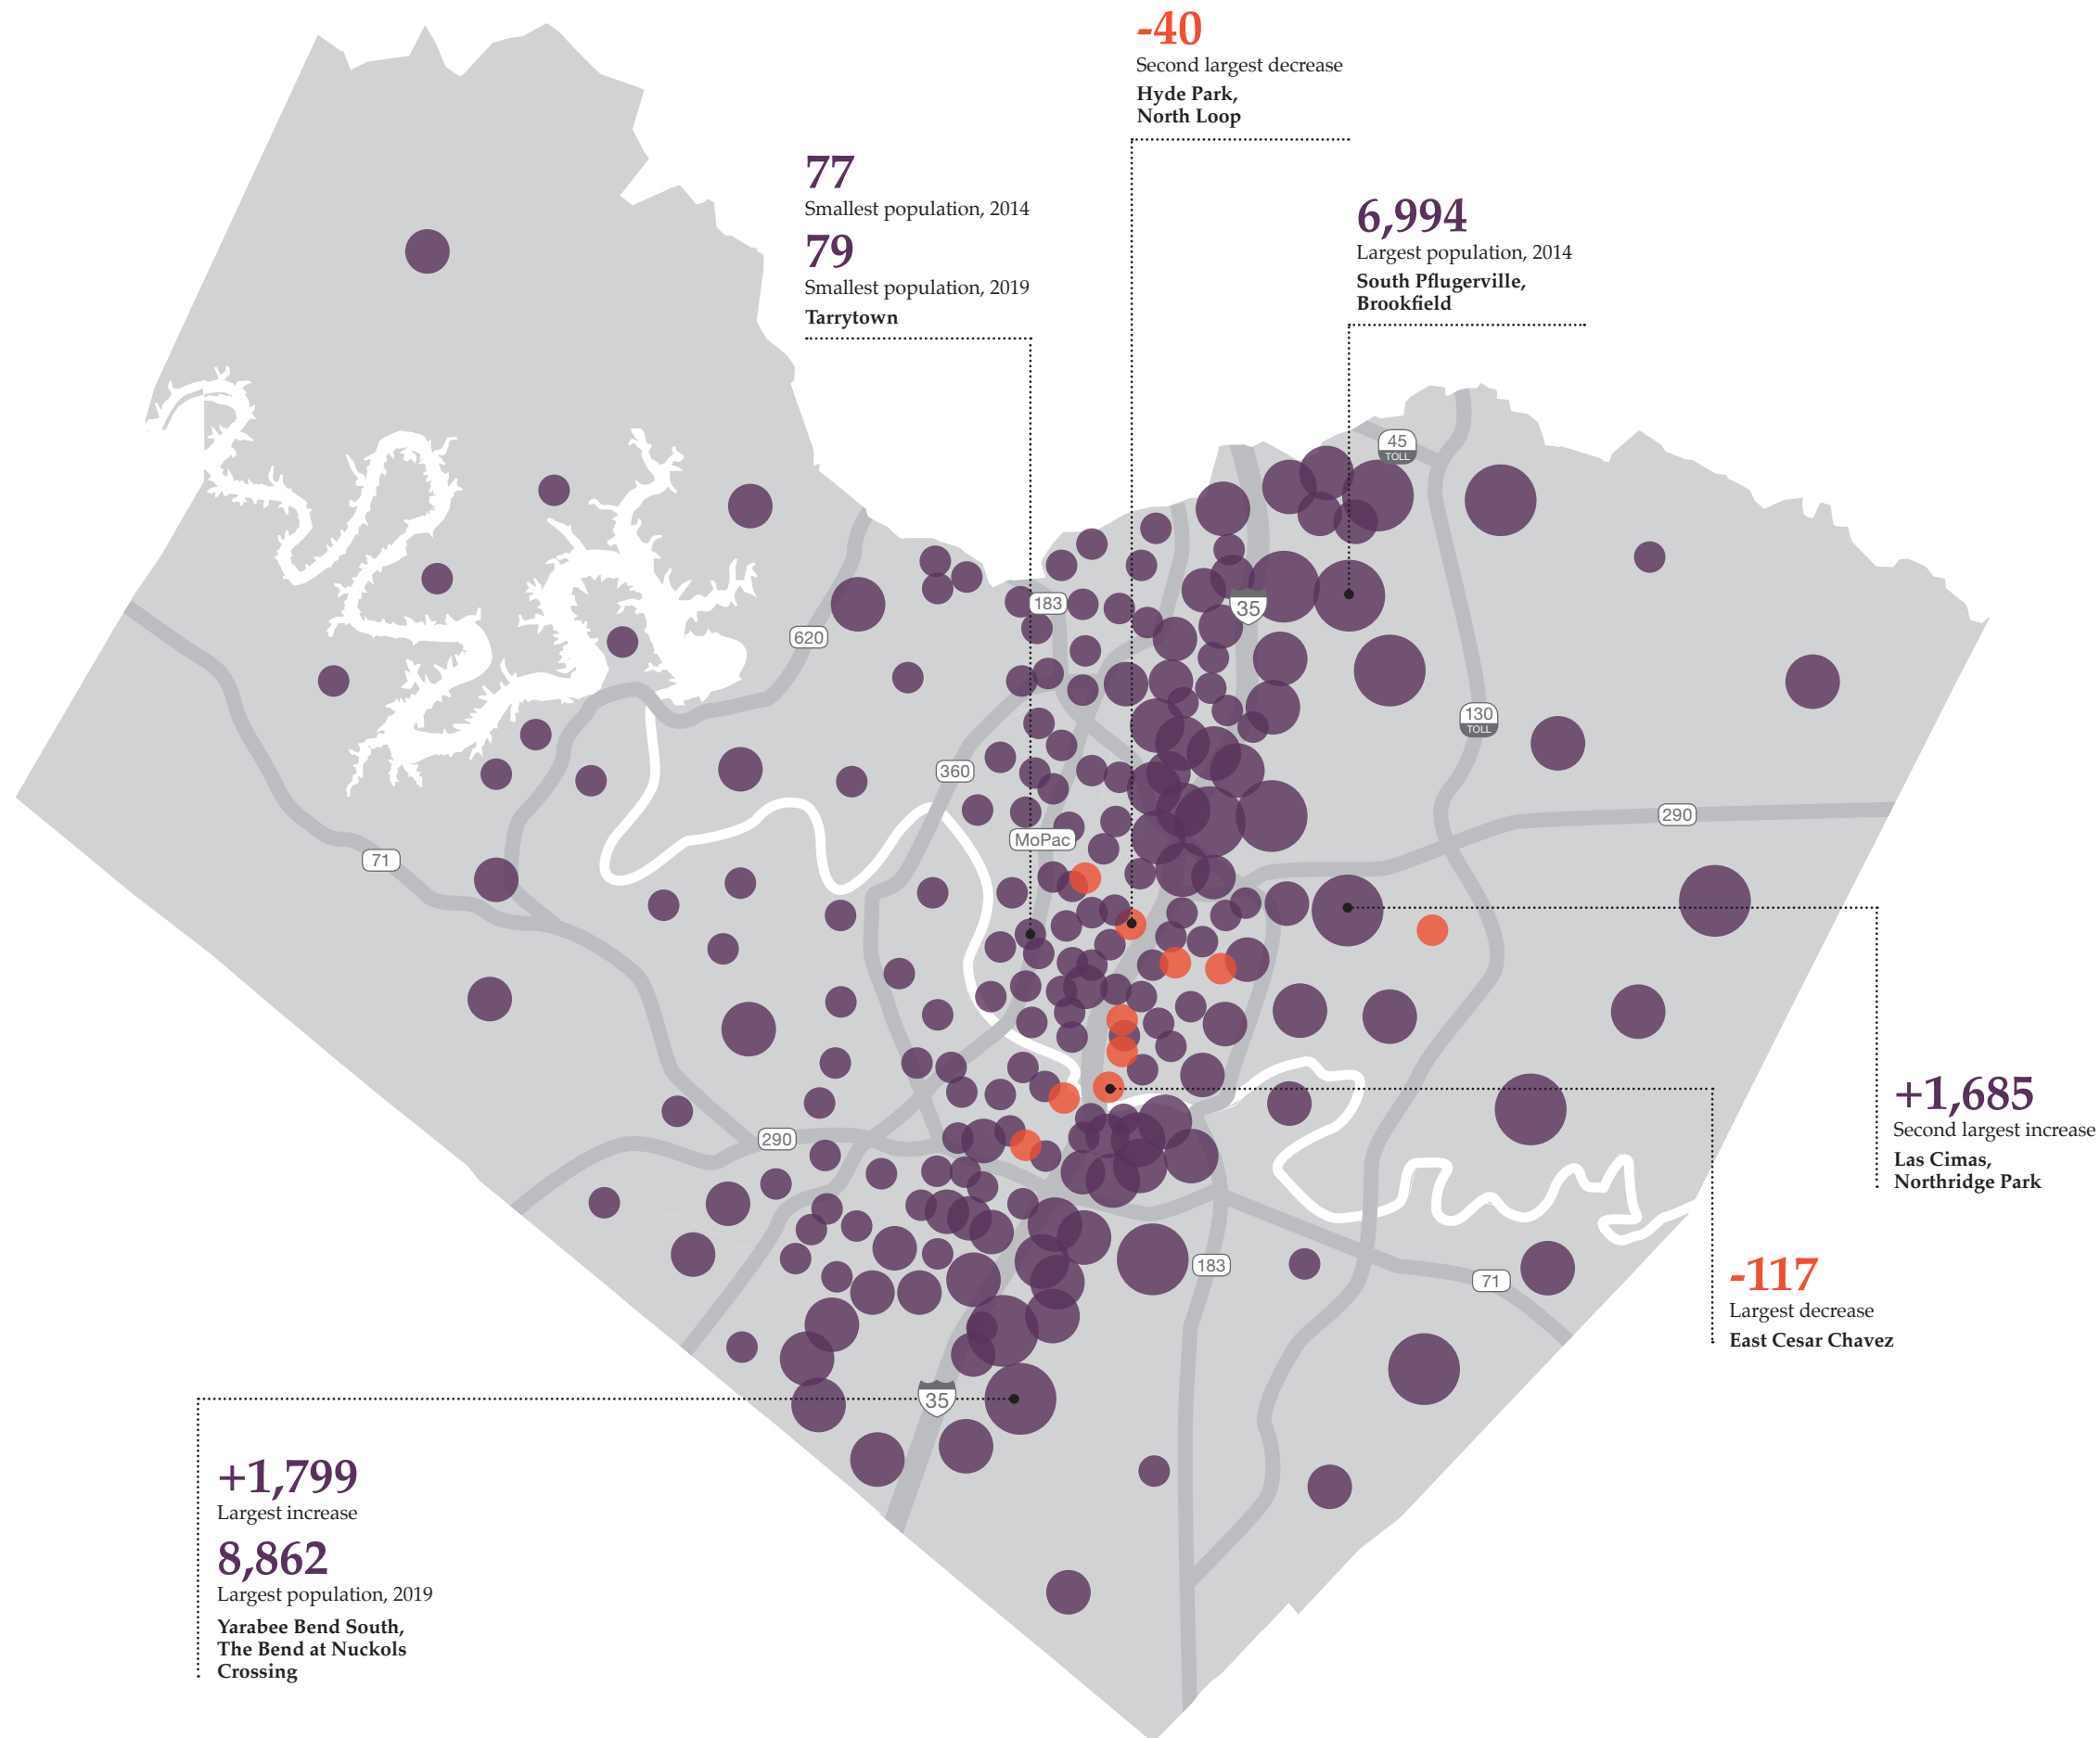 -40
Second largest decrease
Hyde Park,
North Loop
77
Smallest population, 2014
79
Smallest population, 2019
Tarrytown
6,994
Largest population, 2014
South Pflugerville,
Brookfield
45
TOLL
183
35
620
130
TOLL
360
290
MoPac
71
+1,685
Second largest increase
Las Cimas,
Northridge Park
290
183
71
-117
Largest decrease
East Cesar Chavez
35
+1,799
Largest increase
8,862
Largest population, 2019
Yarabee Bend South,
The Bend at Nuckols
Crossing